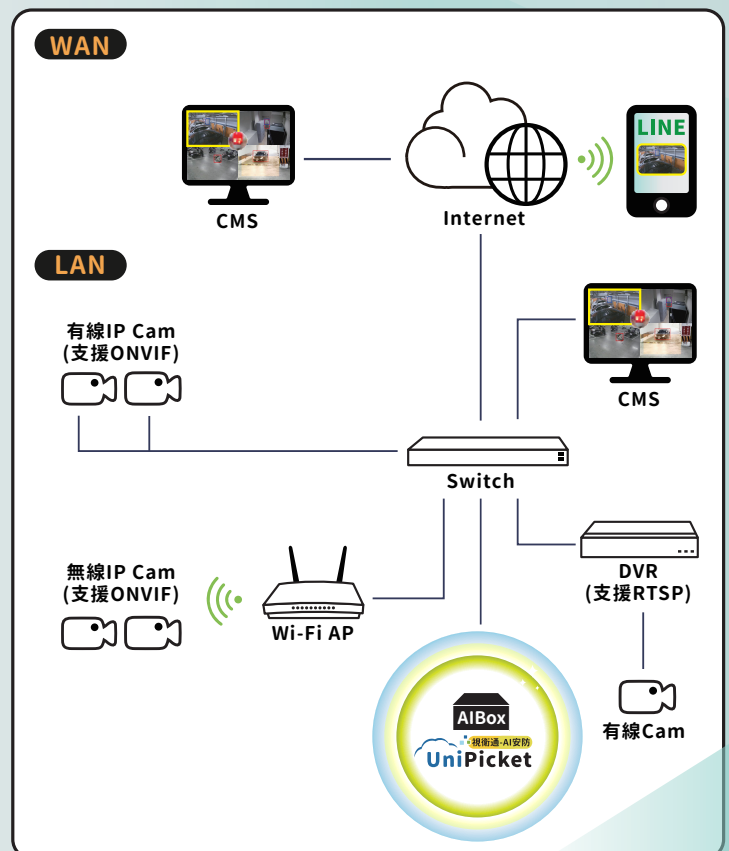 WAN
LINE
CMS
Internet
LAN
有線IP Cam
(支援ONVIF)
CMS
Switch
無線IP Cam
(支援ONVIF)
Wi-Fi AP
DVR
(支援RTSP)
AIBox
視衛通-AI安防
UniPicket
有線Cam